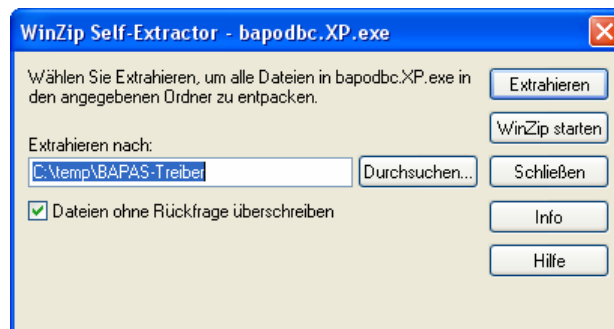 WinZip Self-Extractor - bapodbc.XP.exe
Wählen Sie Extrahieren, um alle Dateien in bapodbc.XP.exe in
den angegebenen Ordner zu entpacken.
Extrahieren nach:
C:\temp\BAPAS-Treiber
Durchsuchen...
Dateien ohne Rückfrage überschreiben
Extrahieren
WinZip starten
Schließen
Info
Hilfe